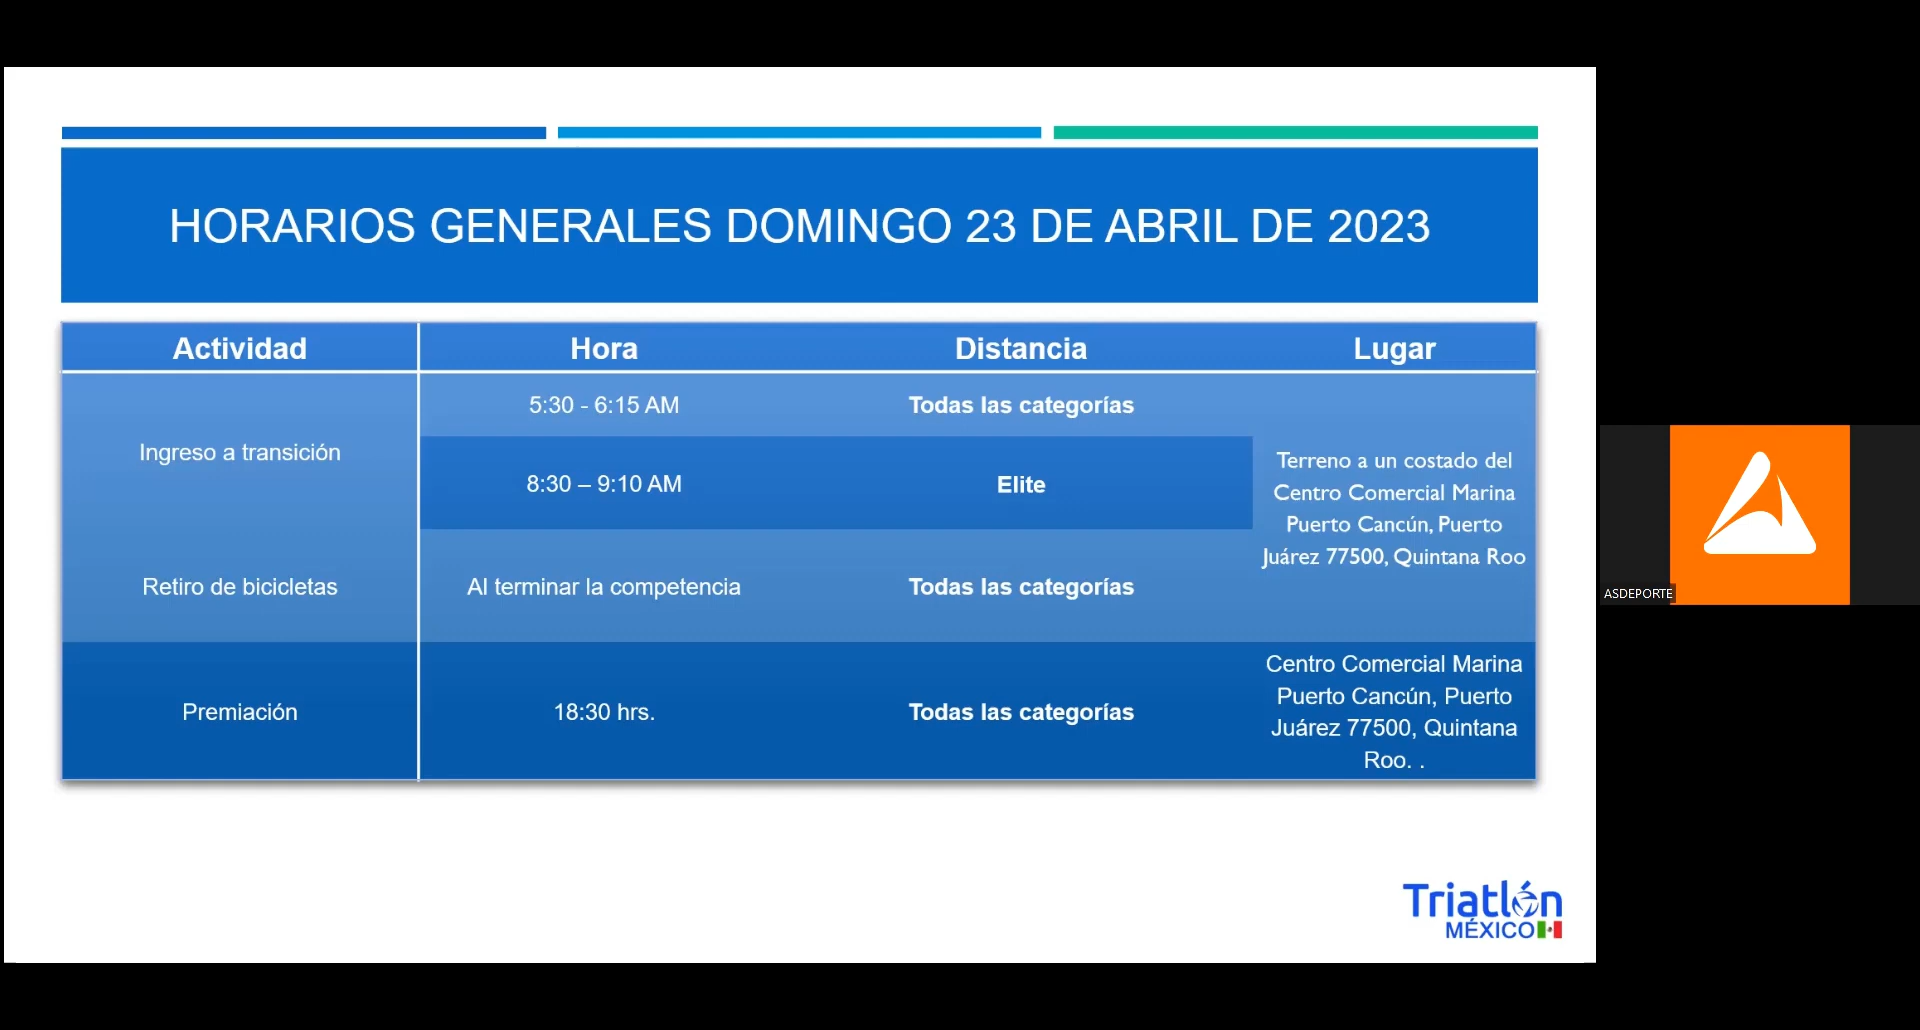 HORARIOS GENERALES DOMINGO 23 DE ABRIL DE 2023
Actividad Hora Distancia Lugar
Ingreso a transición
5:30 - 6:15 AM Todas las categorías
8:30 – 9:10 AM Elite
Terreno a un costado del
Centro Comercial Marina
Puerto Cancún, Puerto
Juárez 77500, Quintana Roo
Retiro de bicicletas Al terminar la competencia Todas las categorías
Premiación 18:30 hrs. Todas las categorías
Centro Comercial Marina
Puerto Cancún, Puerto
Juárez 77500, Quintana
Roo. .
Triatlón
MÉXICO
ASDEPORTE